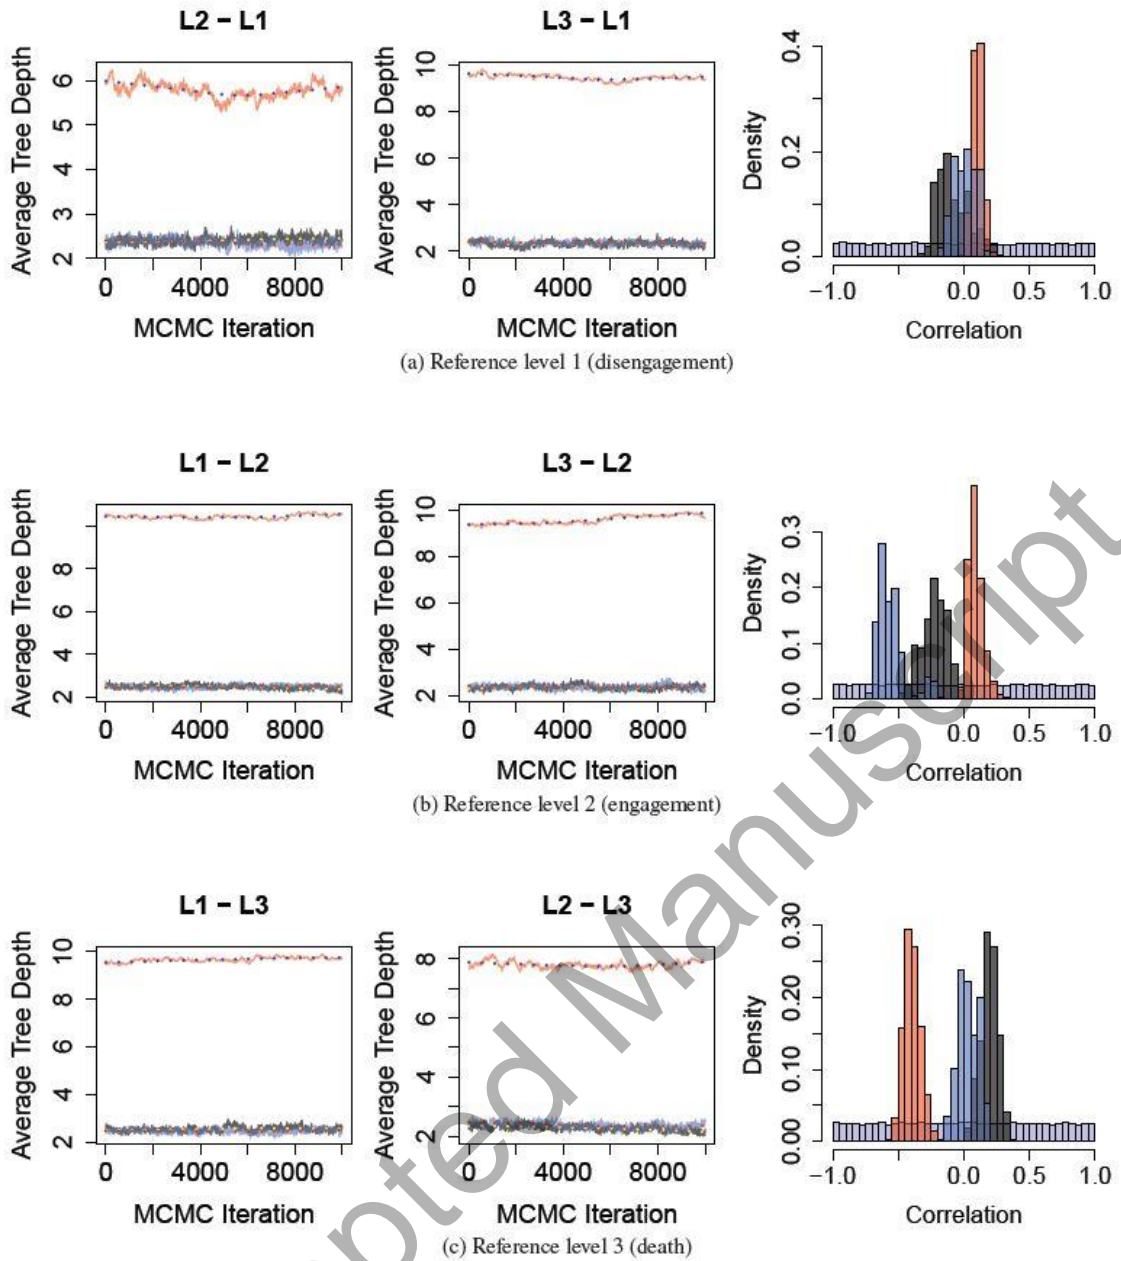 L2 − L1
L3 − L1
Average Tree Depth
2 3 4 5 6
0 4000 8000
MCMC Iteration
Average Tree Depth
2 4 6 8 10
0 4000 8000
MCMC Iteration
Density
0.0 0.2 0.4
−1.0 0.0 0.5 1.0
Correlation
(a) Reference level 1 (disengagement)
L1 − L2
L3 − L2
Average Tree Depth
2 4 6 8
0 4000 8000
MCMC Iteration
Average Tree Depth
2 4 6 8 10
0 4000 8000
MCMC Iteration
Density
0.0 0.1 0.2 0.3
−1.0 0.0 0.5 1.0
Correlation
(b) Reference level 2 (engagement)
L1 − L3
L2 − L3
Average Tree Depth
2 4 6 8 10
0 4000 8000
MCMC Iteration
Average Tree Depth
2 4 6 8
0 4000 8000
MCMC Iteration
Density
0.00 0.10 0.20 0.30
−1.0 0.0 0.5 1.0
Correlation
(c) Reference level 3 (death)
pted Manuscript